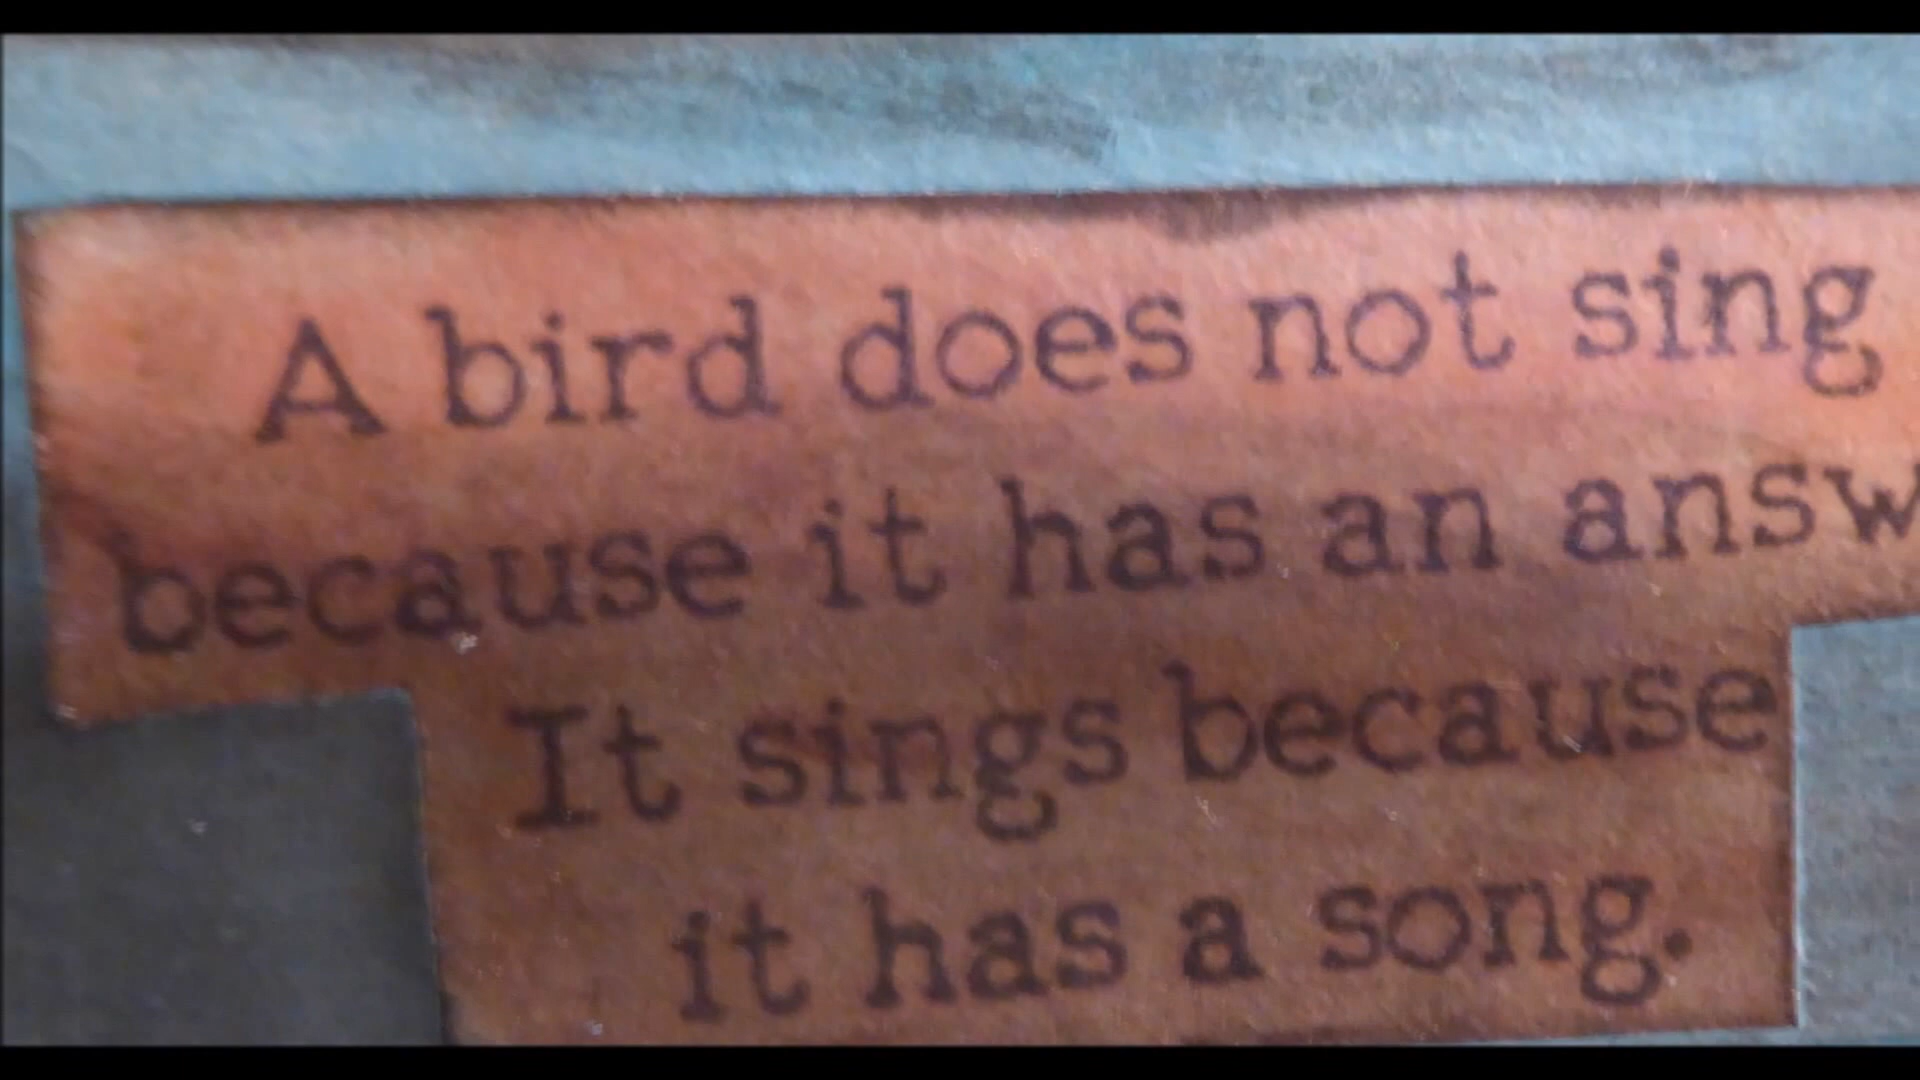 A bird does not sing
because it has an answ
It sings because
it has a song.